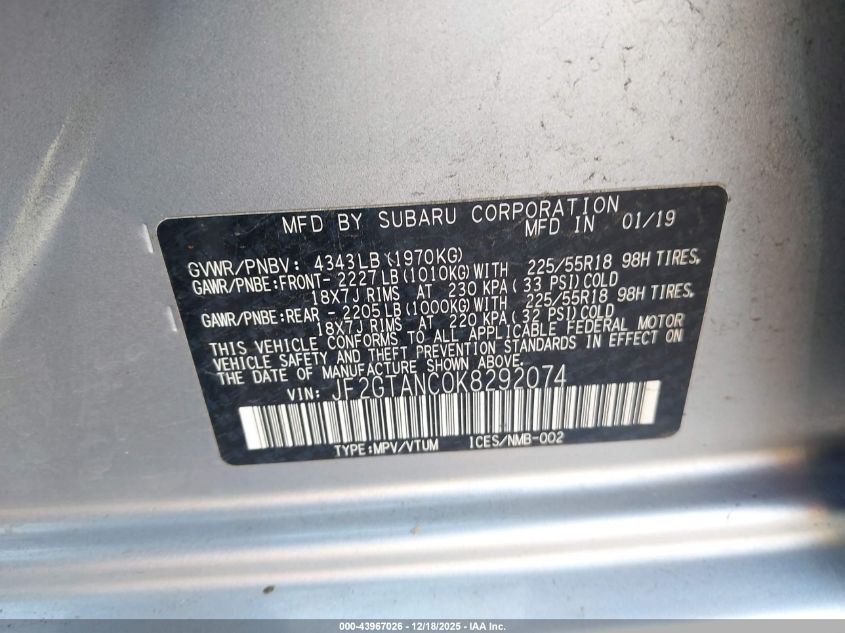 MFD BY SUBARU CORPORATION
MFD IN 01/19
GVWR/PNBV: 4343LB (1970KG)
GAWR/PNBE:FRONT- 2227LB(1010KG)WITH 225/55R18 98H TIRES,
18X7J RIMS AT 230 KPA(33 PSI)COLD
GAWR/PNBE:REAR - 2205LB(1000KG)WITH 225/55R18 98H TIRES,
18X7J RIMS AT 220 KPA(32 PSI)COLD
THIS VEHICLE CONFORMS TO ALL APPLICABLE FEDERAL MOTOR
VEHICLE SAFETY AND THEFT PREVENTION STANDARDS IN EFFECT ON
THE DATE OF MANUFACTURE SHOWN ABOVE.
VIN: JF2GTANC0K8292074
TYPE:MPV/VTUM ICES/NMB-002
000-43967026 - 12/18/2025 - IAA Inc.